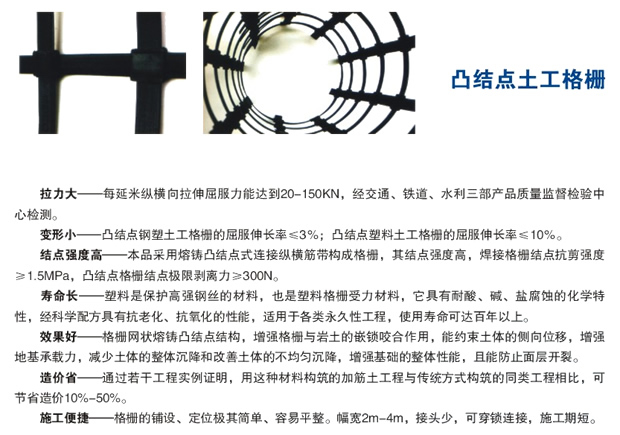 凸结点土工格栅
拉力大——每延米纵横向拉伸屈服力能达到20-150KN，经交通、铁道、水利三部产品质量监督检验中
心检测。
变形小——凸结点钢塑土工格栅的屈服伸长率≤3%；凸结点塑料土工格栅的屈服伸长率≤10%。
结点强度高——本品采用熔铸凸结点式连接纵横筋带构成格栅，其结点强度高，焊接格栅结点抗剪强度
≥1.5MPa，凸结点格栅结点极限剥离力≥300N。
寿命长——塑料是保护高强钢丝的材料，也是塑料格栅受力材料，它具有耐酸、碱、盐腐蚀的化学特
性，经科学配方具有抗老化、抗氧化的性能，适用于各类永久性工程，使用寿命可达百年以上。
效果好——格栅网状熔铸凸结点结构，增强格栅与岩土的嵌锁咬合作用，能约束土体的侧向位移，增强
地基承载力，减少土体的整体沉降和改善土体的不均匀沉降，增强基础的整体性能，且能防止面层开裂。
造价省——通过若干工程实例证明，用这种材料构筑的加筋土工程与传统方式构筑的同类工程相比，可
节省造价10%-50%。
施工便捷——格栅的铺设、定位极其简单、容易平整。幅宽2m-4m，接头少，可穿锁连接，施工期短。